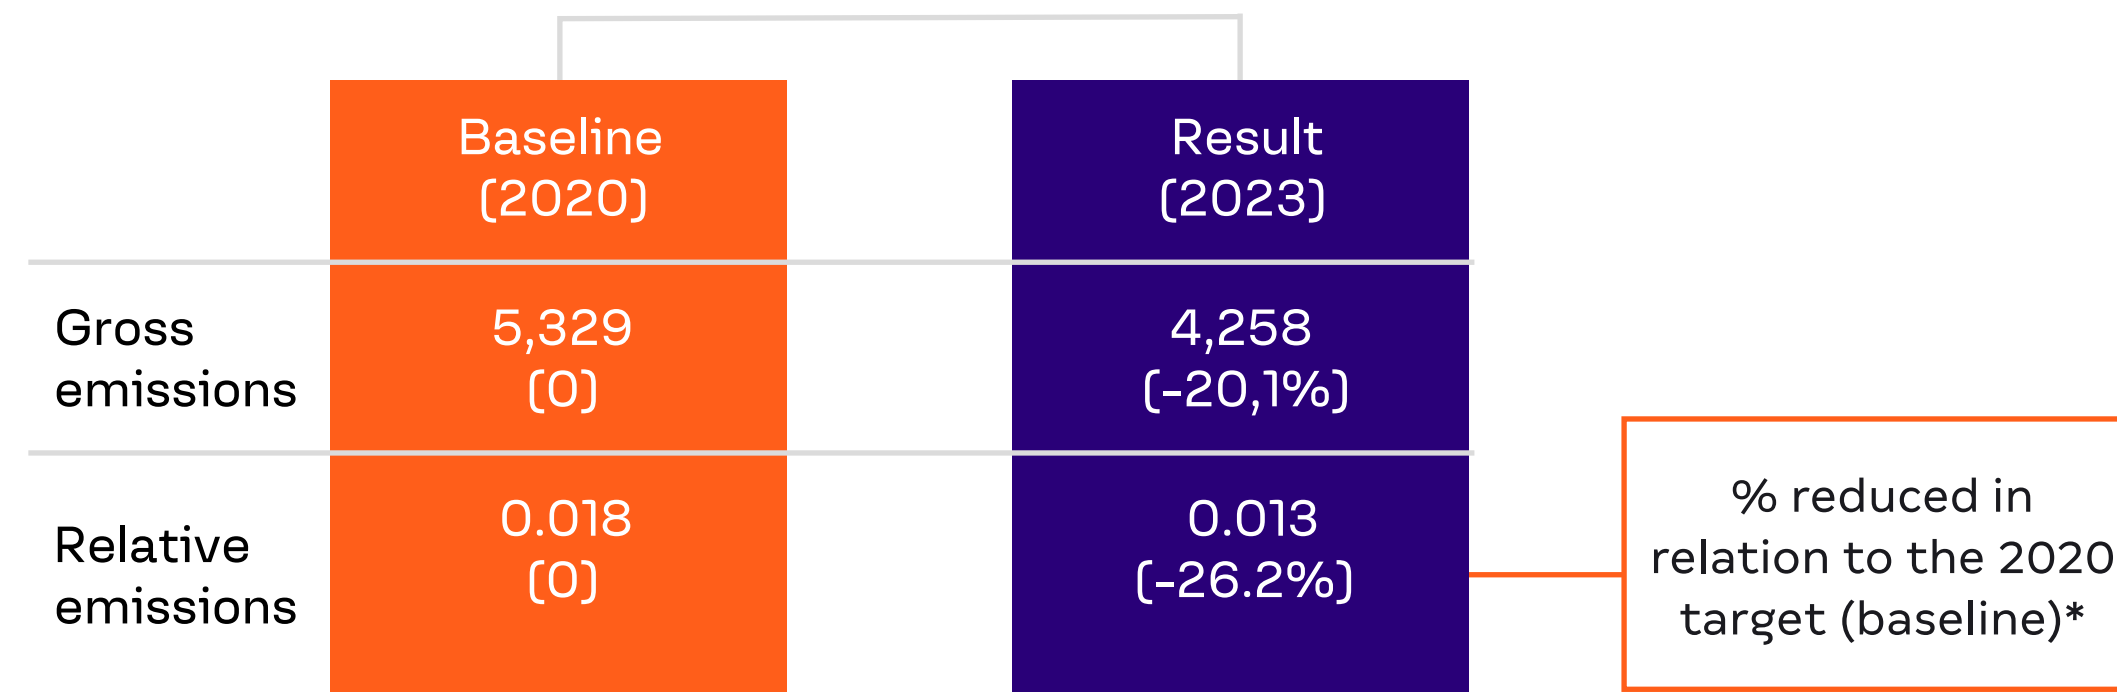 Baseline
(2020)
Result
(2023)
Gross
emissions
5,329
(0)
4,258
(-20,1%)
Relative
emissions
0.018
(0)
0.013
(-26.2%)
% reduced in
relation to the 2020
target (baseline)*